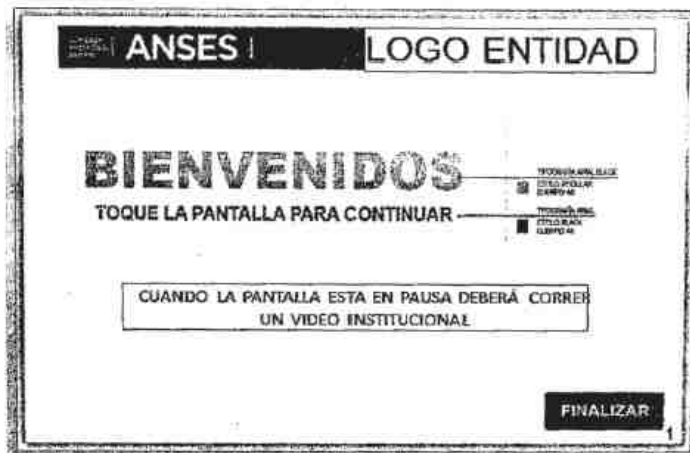 ANSES
LOGO ENTIDAD
BIENVENIDOS
TOQUE LA PANTALLA PARA CONTINUAR
CUANDO LA PANTALLA ESTA EN PAUSA DEBERÁ CORRER
UN VIDEO INSTITUCIONAL
FINALIZAR
1